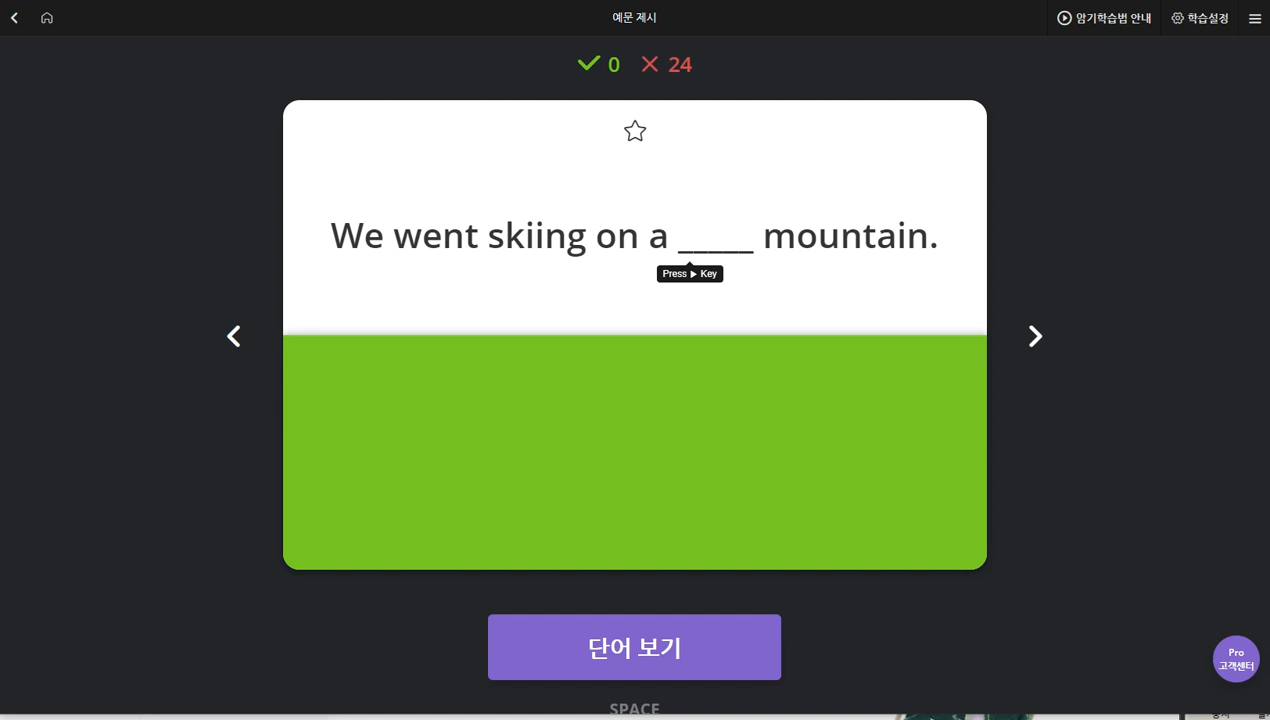 예문 제시
암기학습법 안내
학습설정
0
24
We went skiing on a _____ mountain.
Press ▶ Key
단어 보기
SPACE
Pro
고객센터